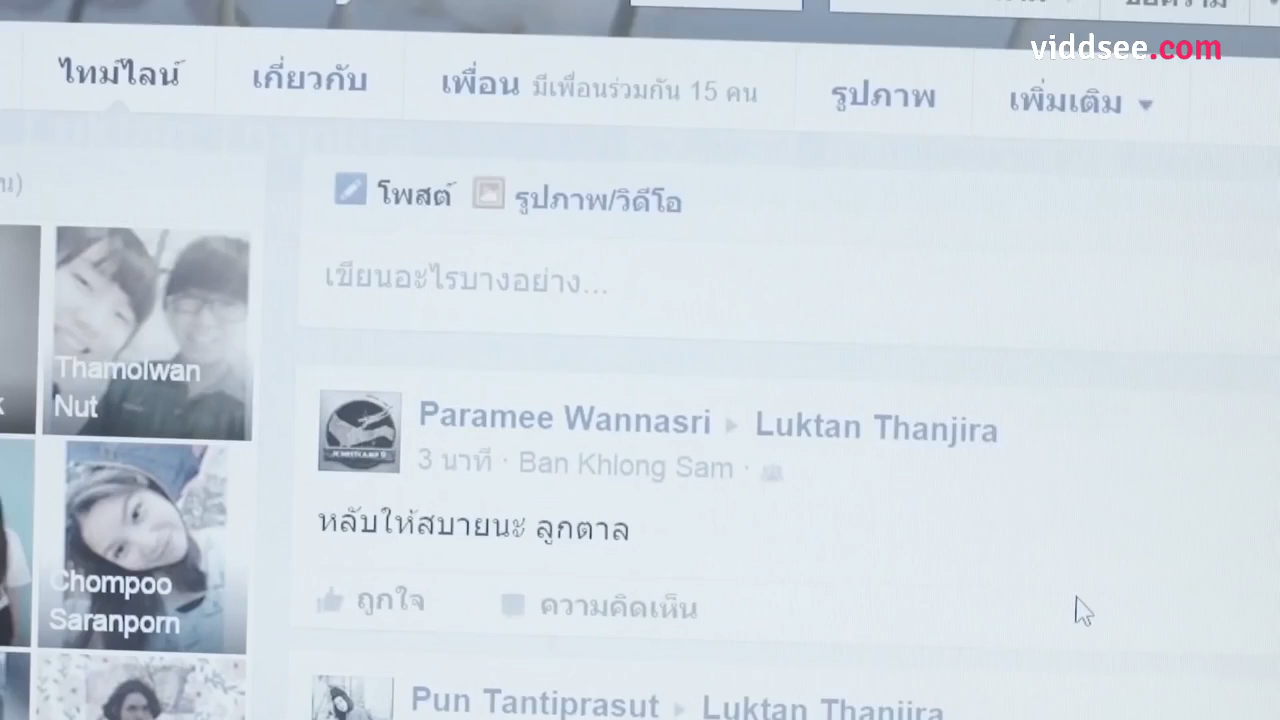 viddsee.com
ไทม์ไลน์ เกี่ยวกับ เพื่อน มีเพื่อนร่วมกัน 15 คน รูปภาพ เพิ่มเติม
โพสต์ รูปภาพ/วิดีโอ
เขียนอะไรบางอย่าง...
Thamolwan
Nut
Paramee Wannasri Luktan Thanjira
3 นาที · Ban Khlong Sam ·
หลับให้สบายนะ ลูกตาล
ถูกใจ ความคิดเห็น
Chompoo
Saranporn
Pun Tantiprasut Luktan Thanjira